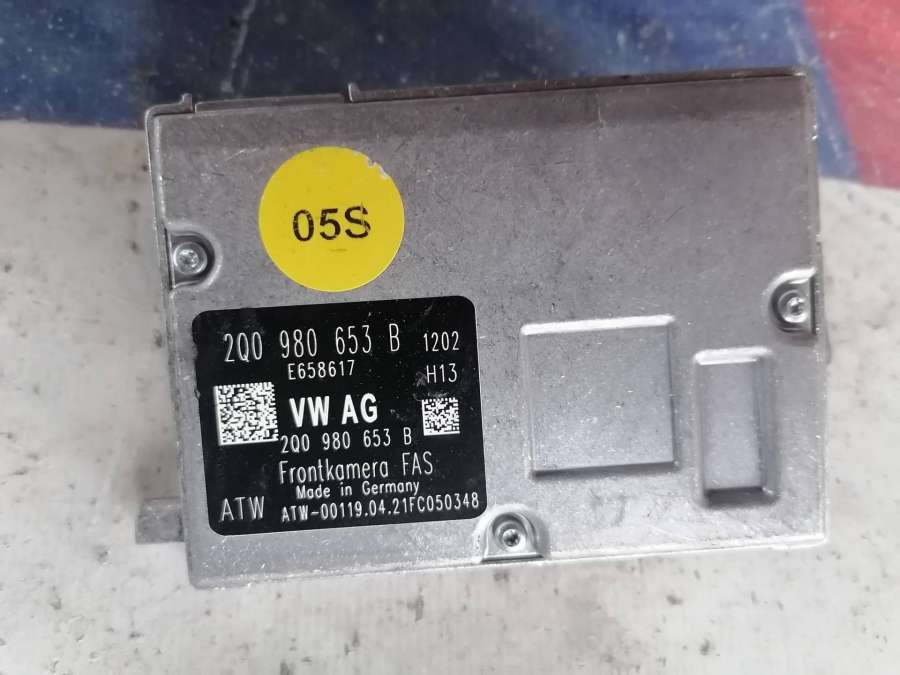 05S
2Q0 980 653 B 1202
E658617 H13
VW AG
2Q0 980 653 B
Frontkamera FAS
Made in Germany
ATW ATW-00119.04.21FC050348